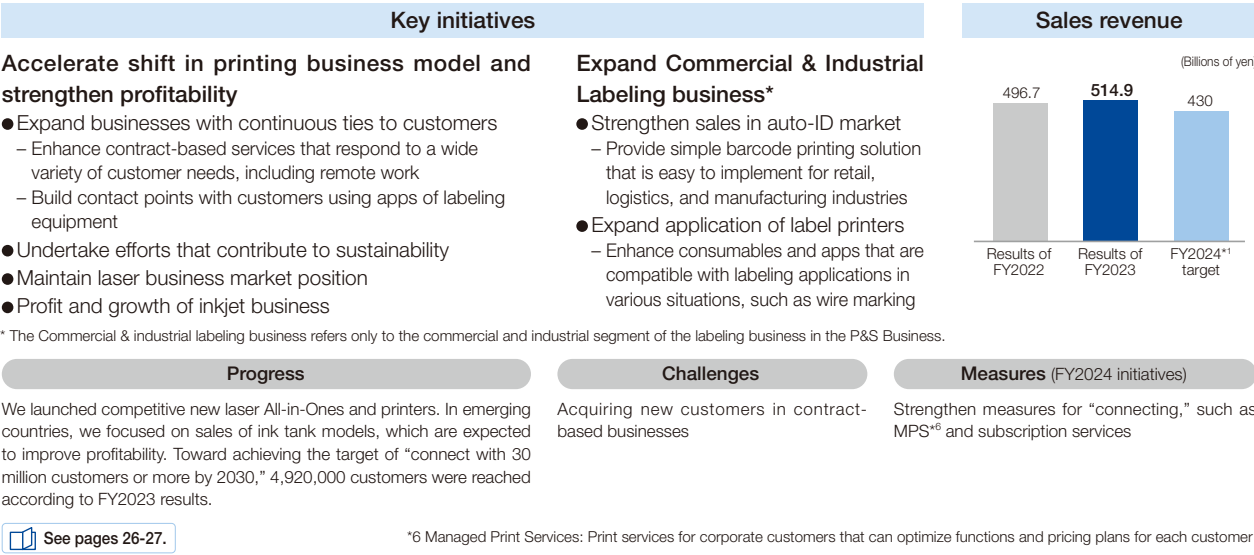 Key initiatives
Accelerate shift in printing business model and
strengthen profitability
●Expand businesses with continuous ties to customers
– Enhance contract-based services that respond to a wide
variety of customer needs, including remote work
– Build contact points with customers using apps of labeling
equipment
●Undertake efforts that contribute to sustainability
●Maintain laser business market position
●Profit and growth of inkjet business
Expand Commercial & Industrial
Labeling business*
●Strengthen sales in auto-ID market
– Provide simple barcode printing solution
that is easy to implement for retail,
logistics, and manufacturing industries
●Expand application of label printers
– Enhance consumables and apps that are
compatible with labeling applications in
various situations, such as wire marking
* The Commercial & industrial labeling business refers only to the commercial and industrial segment of the labeling business in the P&S Business.
Sales revenue
(Billions of yen
496.7
514.9
430
Results of
FY2022
Results of
FY2023
FY2024*1
target
Progress
We launched competitive new laser All-in-Ones and printers. In emerging
countries, we focused on sales of ink tank models, which are expected
to improve profitability. Toward achieving the target of “connect with 30
million customers or more by 2030,” 4,920,000 customers were reached
according to FY2023 results.
Challenges
Acquiring new customers in contract-
based businesses
Measures (FY2024 initiatives)
Strengthen measures for “connecting,” such as
MPS*6 and subscription services
See pages 26-27.
*6 Managed Print Services: Print services for corporate customers that can optimize functions and pricing plans for each customer